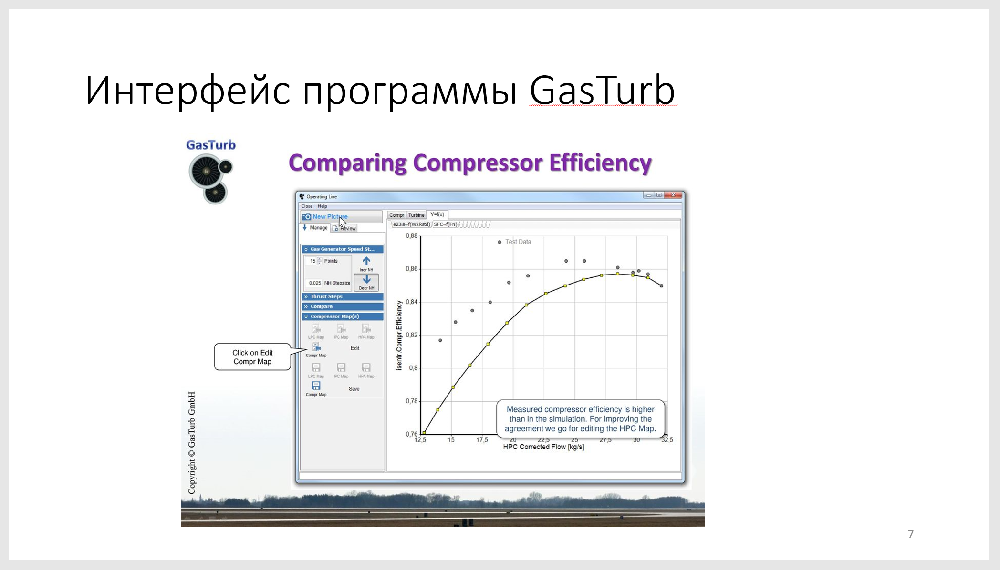 Интерфейс программы GasTurb
GasTurb
Comparing Compressor Efficiency
Operating Line
Close Help
New Picture
Manage Review
Gas Generator Speed St...
15 Points
Incr NH
0.025 NH Stepsize
Decr NH
Thrust Steps
Compare
Compressor Map(s)
LPC Map IPC Map HPA Map
Edit
Compr Map
LPC Map IPC Map HPA Map
Save
Compr Map
Click on Edit
Compr Map
Compr Turbine Y=f(x)
e23is=f(W2Rstd) SFC=f(FN)
Test Data
0,88
0,86
0,84
0,82
0,8
0,78
0,76
isentr.Compr.Efficiency
12,5 15 17,5 20 22,5 25 27,5 30 32,5
HPC Corrected Flow [kg/s]
Measured compressor efficiency is higher
than in the simulation. For improving the
agreement we go for editing the HPC Map.
Copyright © GasTurb GmbH
7